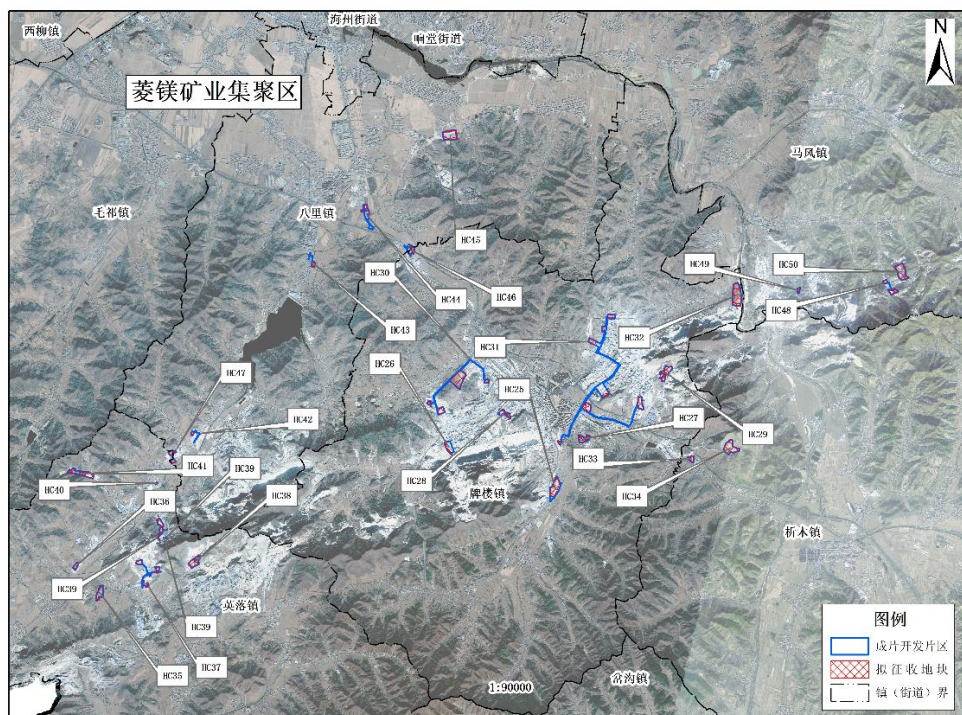 海州街道
西柳镇
响堂街道
N
菱镁矿业集聚区
马风镇
毛祁镇
八里镇
HC45
HC49
HC50
HC30
HC44
HC46
HC48
HC43
HC31
HC32
HC47
HC26
HC25
HC42
HC27
HC29
HC41
HC39
HC33
HC40
HC36
HC38
HC28
牌楼镇
HC34
析木镇
HC39
HC39
英落镇
图例
HC37
成片开发片区
HC35
拟征收地块
岔沟镇
1:90000
镇（街道）界